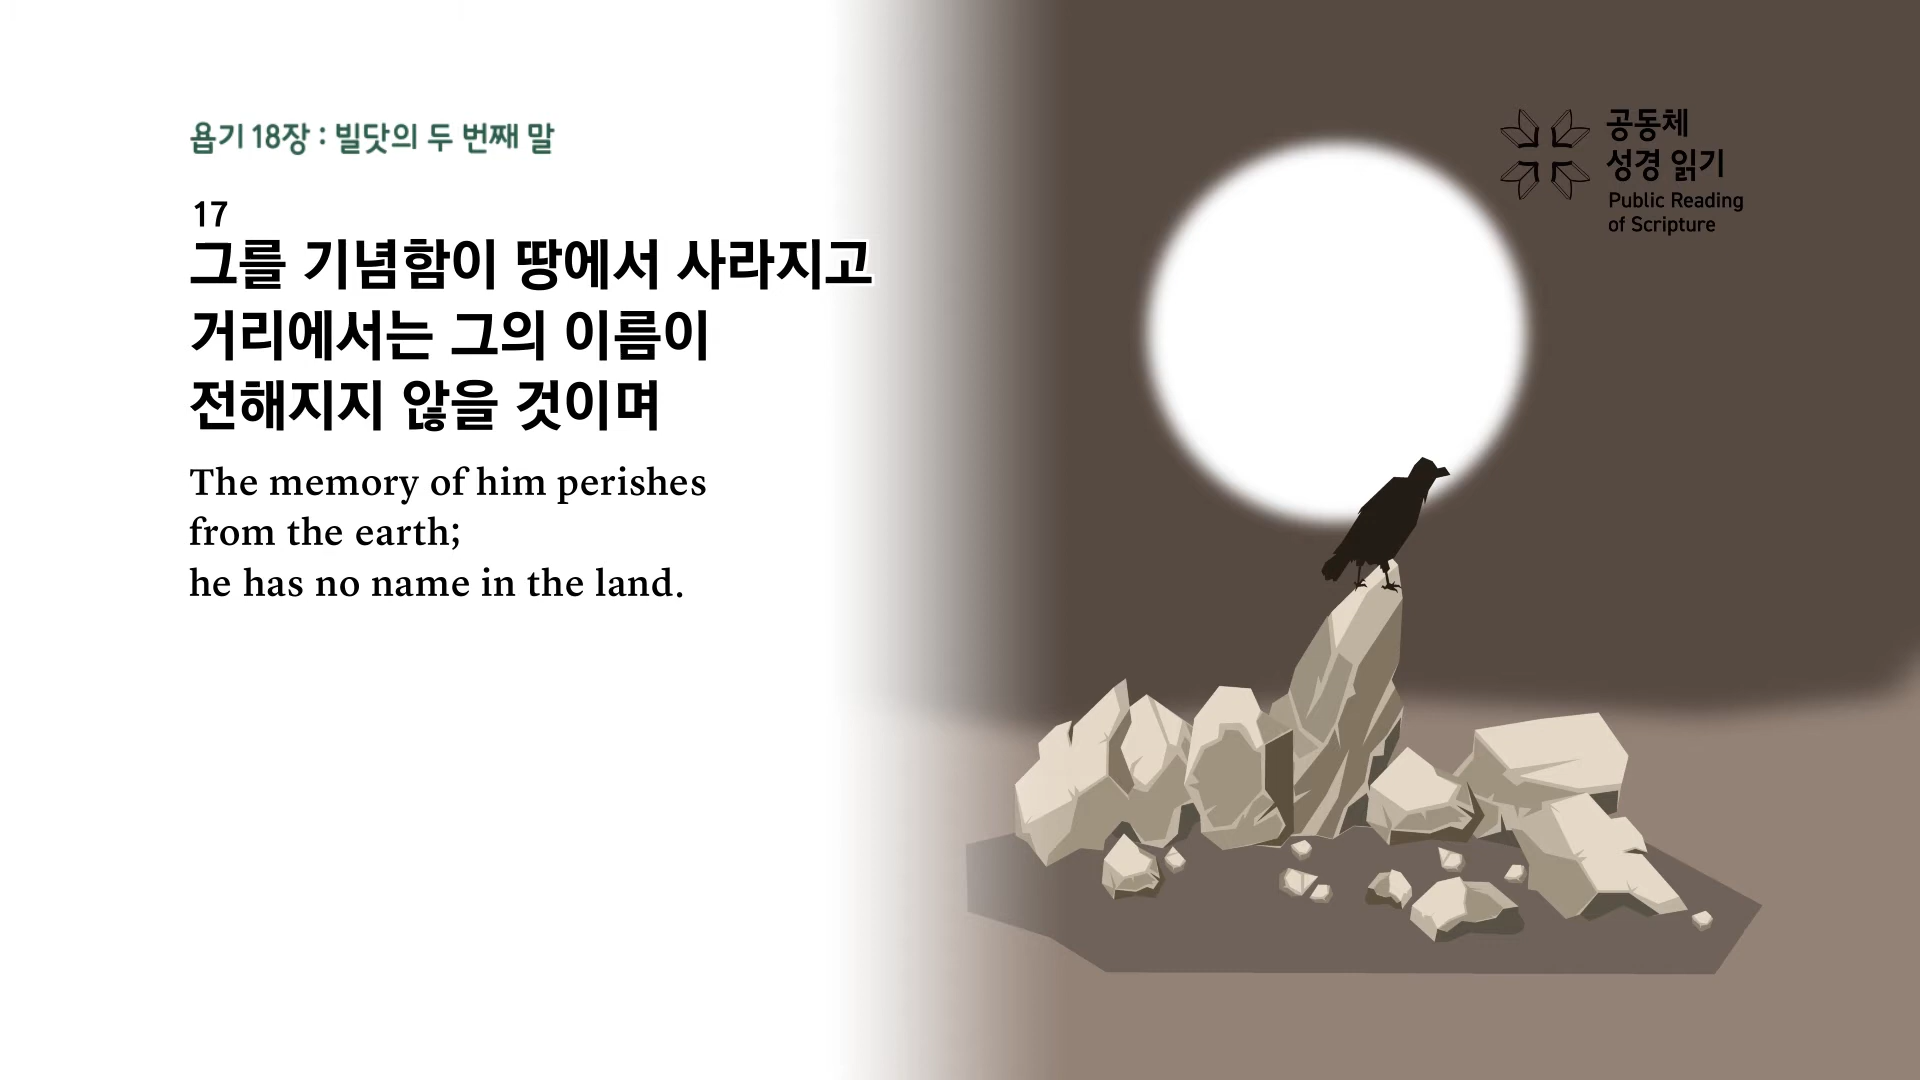 욥기 18장 : 빌닷의 두 번째 말
17
그를 기념함이 땅에서 사라지고
거리에서는 그의 이름이
전해지지 않을 것이며
The memory of him perishes
from the earth;
he has no name in the land.
공동체
성경 읽기
Public Reading
of Scripture